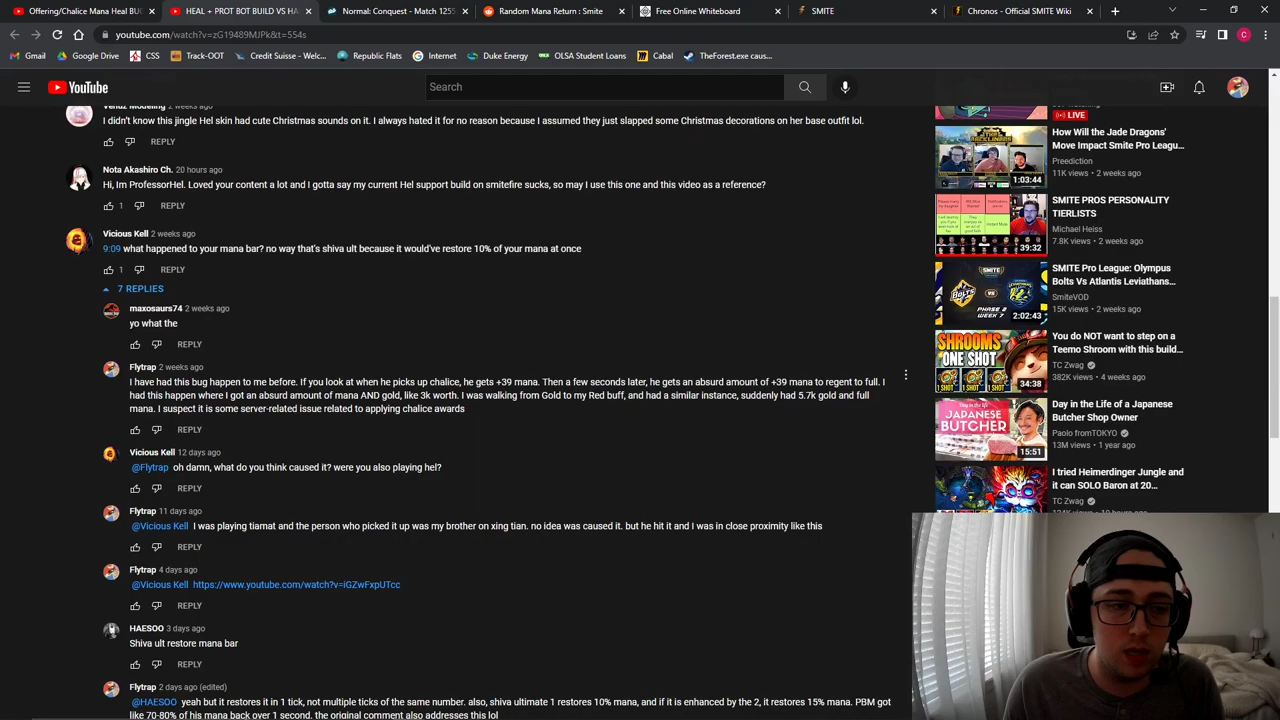 Offering/Chalice Mana Heal BU
HEAL + PROT BOT BUILD VS HA
Normal: Conquest - Match 1255
Random Mana Return : Smite
Free Online Whiteboard
SMITE
Chronos - Official SMITE Wiki
youtube.com/watch?v=zG19489MJPk&t=554s
C
Gmail
Google Drive
CSS
Track-OOT
Credit Suisse - Welc...
Republic Flats
Internet
Duke Energy
OLSA Student Loans
Cabal
TheForest.exe caus...
YouTube
Search
2 weeks ago
I didn't know this jingle Hel skin had cute Christmas sounds on it. I always hated it for no reason because I assumed they just slapped some Christmas decorations on her base outfit lol.
REPLY
Nota Akashiro Ch. 20 hours ago
Hi, Im ProfessorHel. Loved your content a lot and I gotta say my current Hel support build on smitefire sucks, so may I use this one and this video as a reference?
1 REPLY
Vicious Kell 2 weeks ago
9:09 what happened to your mana bar? no way that's shiva ult because it would've restore 10% of your mana at once
1 REPLY
7 REPLIES
maxosaurs74 2 weeks ago
yo what the
REPLY
Flytrap 2 weeks ago
I have had this bug happen to me before. If you look at when he picks up chalice, he gets +39 mana. Then a few seconds later, he gets an absurd amount of +39 mana to regent to full. I
had this happen where I got an absurd amount of mana AND gold, like 3k worth. I was walking from Gold to my Red buff, and had a similar instance, suddenly had 5.7k gold and full
mana. I suspect it is some server-related issue related to applying chalice awards
REPLY
Vicious Kell 12 days ago
@Flytrap oh damn, what do you think caused it? were you also playing hel?
REPLY
Flytrap 11 days ago
@Vicious Kell I was playing tiamat and the person who picked it up was my brother on xing tian. no idea was caused it. but he hit it and I was in close proximity like this
REPLY
Flytrap 4 days ago
@Vicious Kell https://www.youtube.com/watch?v=iGZwFxpUTcc
REPLY
HAESOO 3 days ago
Shiva ult restore mana bar
REPLY
Flytrap 2 days ago (edited)
@HAESOO yeah but it restores it in 1 tick, not multiple ticks of the same number. also, shiva ultimate 1 restores 10% mana, and if it is enhanced by the 2, it restores 15% mana. PBM got
like 70-80% of his mana back over 1 second. the original comment also addresses this lol
LIVE
How Will the Jade Dragons'
Move Impact Smite Pro Leagu...
Preediction
11K views • 2 weeks ago
1:03:44
SMITE PROS PERSONALITY
TIERLISTS
Michael Heiss
7.8K views • 2 weeks ago
39:32
SMITE Pro League: Olympus
Bolts Vs Atlantis Leviathans...
SmiteVOD
15K views • 2 weeks ago
SMITE
BOLTS
VS
PHASE 2
WEEK 7
2:02:43
You do NOT want to step on a
Teemo Shroom with this build...
TC Zwag
382K views • 4 weeks ago
SHROOMS
ONE SHOT
34:38
Day in the Life of a Japanese
Butcher Shop Owner
Paolo fromTOKYO
13M views • 1 year ago
JAPANESE
BUTCHER
15:51
I tried Heimerdinger Jungle and
it can SOLO Baron at 20...
TC Zwag